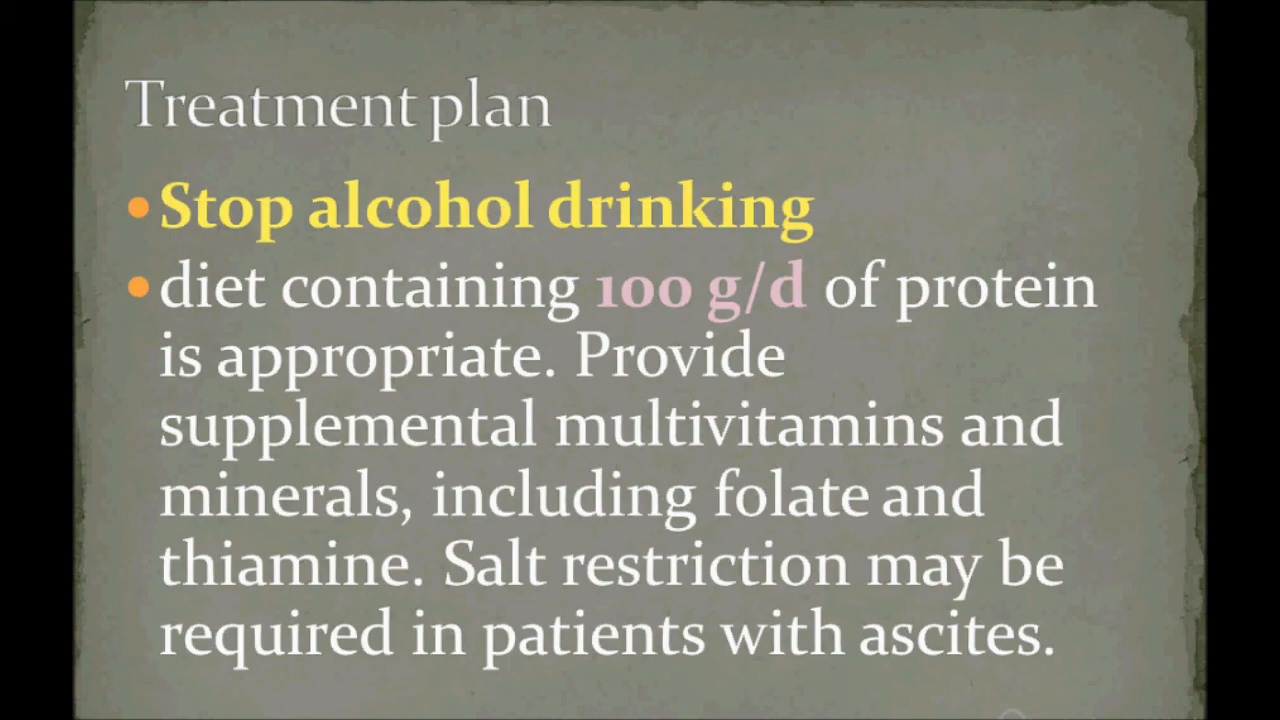 Treatment plan
• Stop alcohol drinking
• diet containing 100 g/d of protein
is appropriate. Provide
supplemental multivitamins and
minerals, including folate and
thiamine. Salt restriction may be
required in patients with ascites.